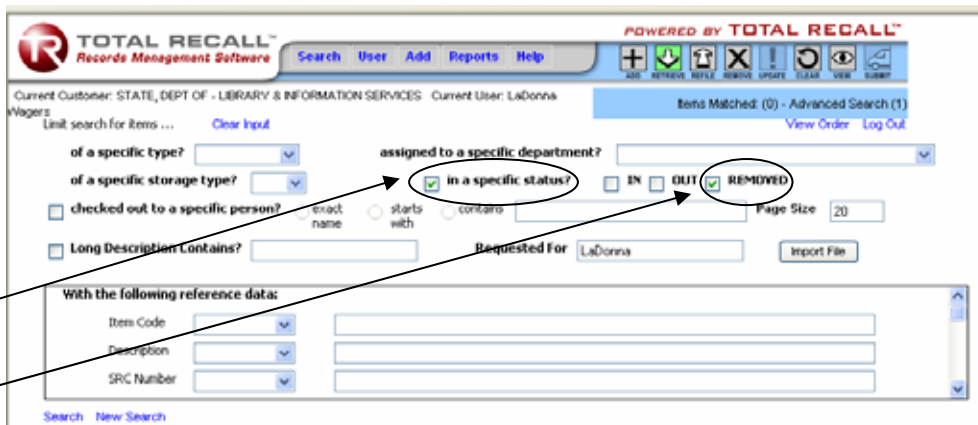 POWERED BY TOTAL RECALL™
TOTAL RECALL™
Records Management Software
Search User Add Reports Help
ADD RETRIEVE REFILE REMOVE UPDATE CLEAR VIEW SUBMIT
Current Customer: STATE, DEPT OF - LIBRARY & INFORMATION SERVICES Current User: LaDonna
Wagers
Items Matched: (0) - Advanced Search (1)
Limit search for items ... Clear Input View Order Log Out
of a specific type? assigned to a specific department?
of a specific storage type? in a specific status? IN OUT REMOVED
checked out to a specific person? exact name starts with contains Page Size 20
Long Description Contains? Requested For LaDonna Import File
With the following reference data:
Item Code
Description
SRC Number
Search New Search